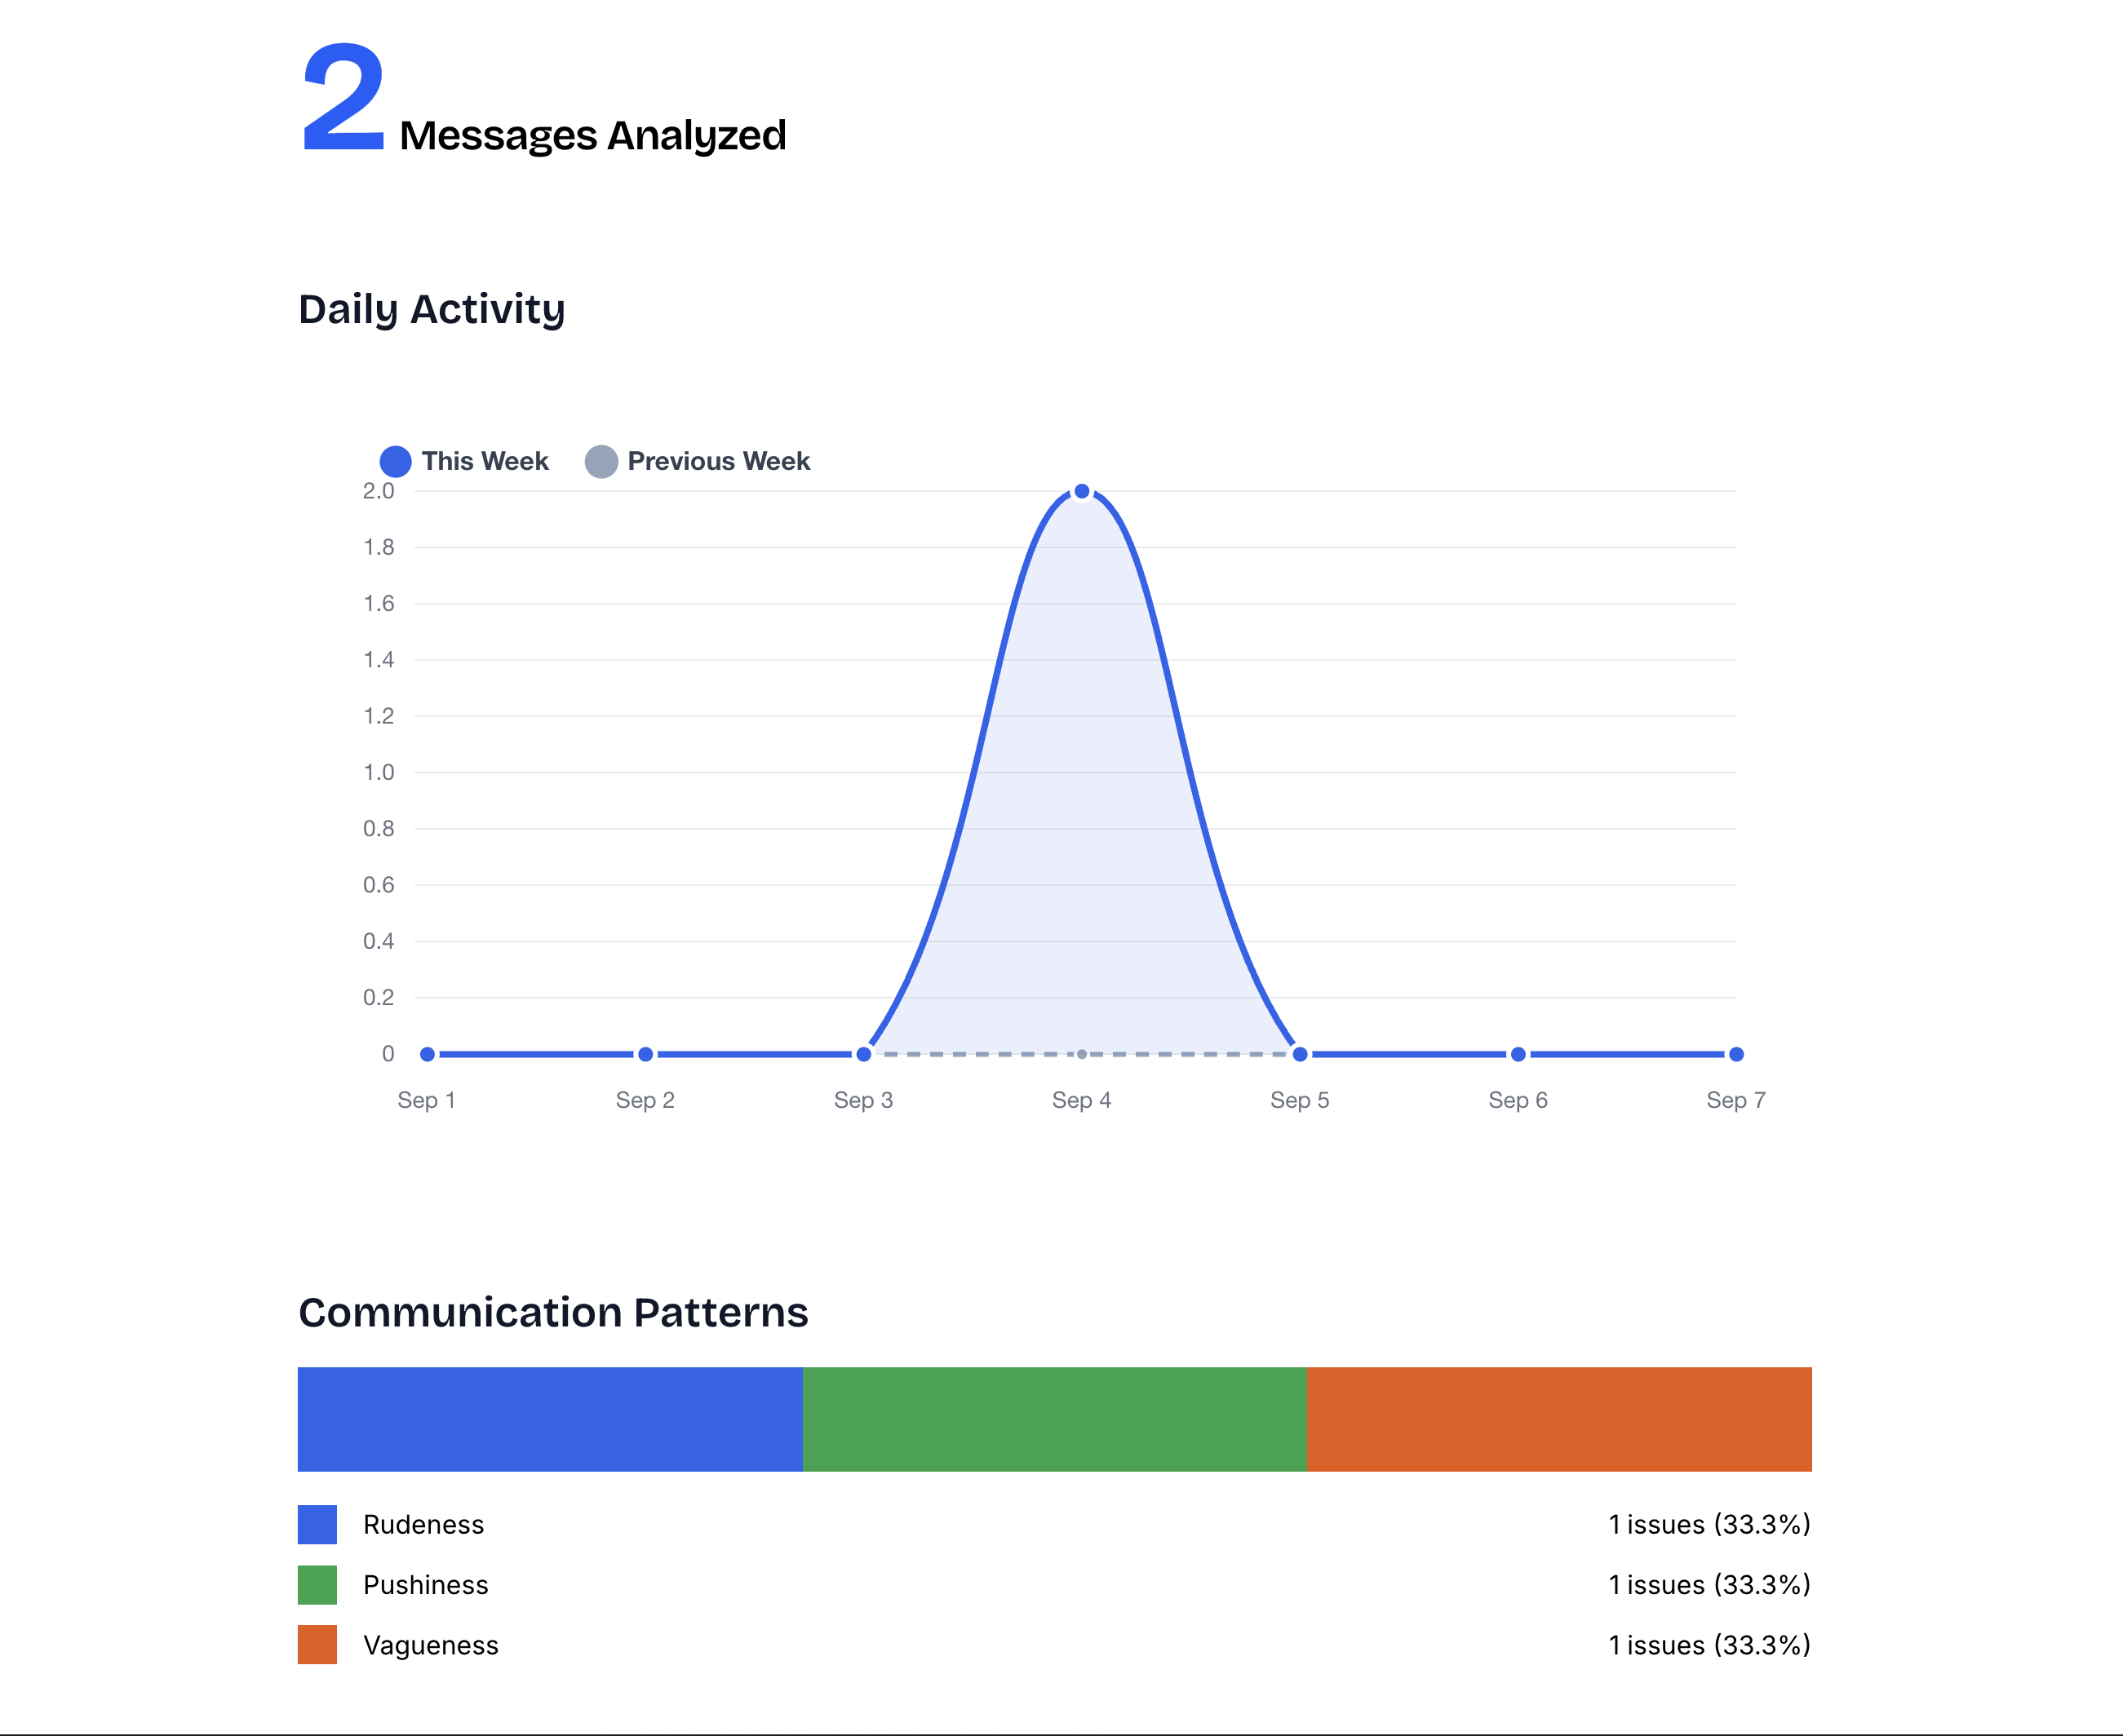 2 Messages Analyzed
Daily Activity
This Week Previous Week
2.0
1.8
1.6
1.4
1.2
1.0
0.8
0.6
0.4
0.2
0
Sep 1 Sep 2 Sep 3 Sep 4 Sep 5 Sep 6 Sep 7
Communication Patterns
Rudeness 1 issues (33.3%)
Pushiness 1 issues (33.3%)
Vagueness 1 issues (33.3%)